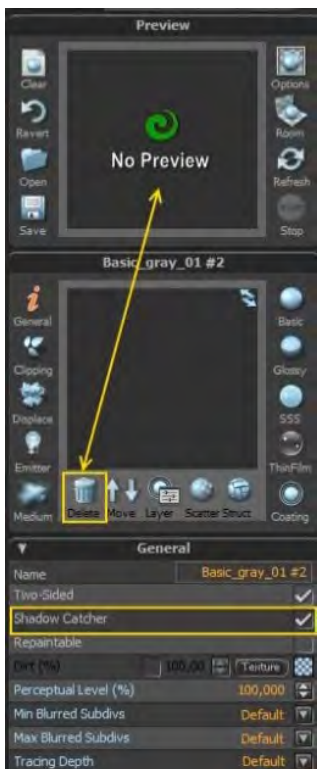 Preview
Clear
Options
Revert
Room
No Preview
Open
Refresh
Save
Stop
Basic_gray_01 #2
General
Basic
Clipping
Glossy
Displace
SSS
Emitter
ThinFilm
Medium
Delete Move Layer Scatter Struct
Coating
General
Name Basic_gray_01 #2
Two-Sided
Shadow Catcher
Repaintable
Dirt (%) 100,00 Texture
Perceptual Level (%) 100,000
Min Blurred Subdivs Default
Max Blurred Subdivs Default
Tracing Depth Default